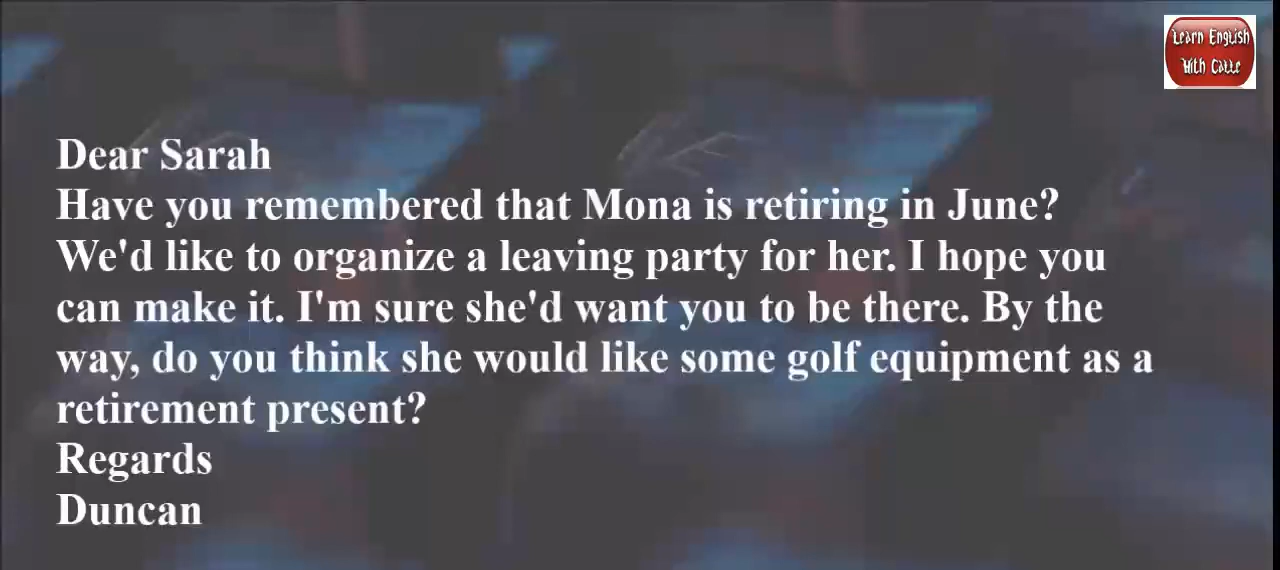 Learn English
With Catte
Dear Sarah
Have you remembered that Mona is retiring in June?
We'd like to organize a leaving party for her. I hope you
can make it. I'm sure she'd want you to be there. By the
way, do you think she would like some golf equipment as a
retirement present?
Regards
Duncan